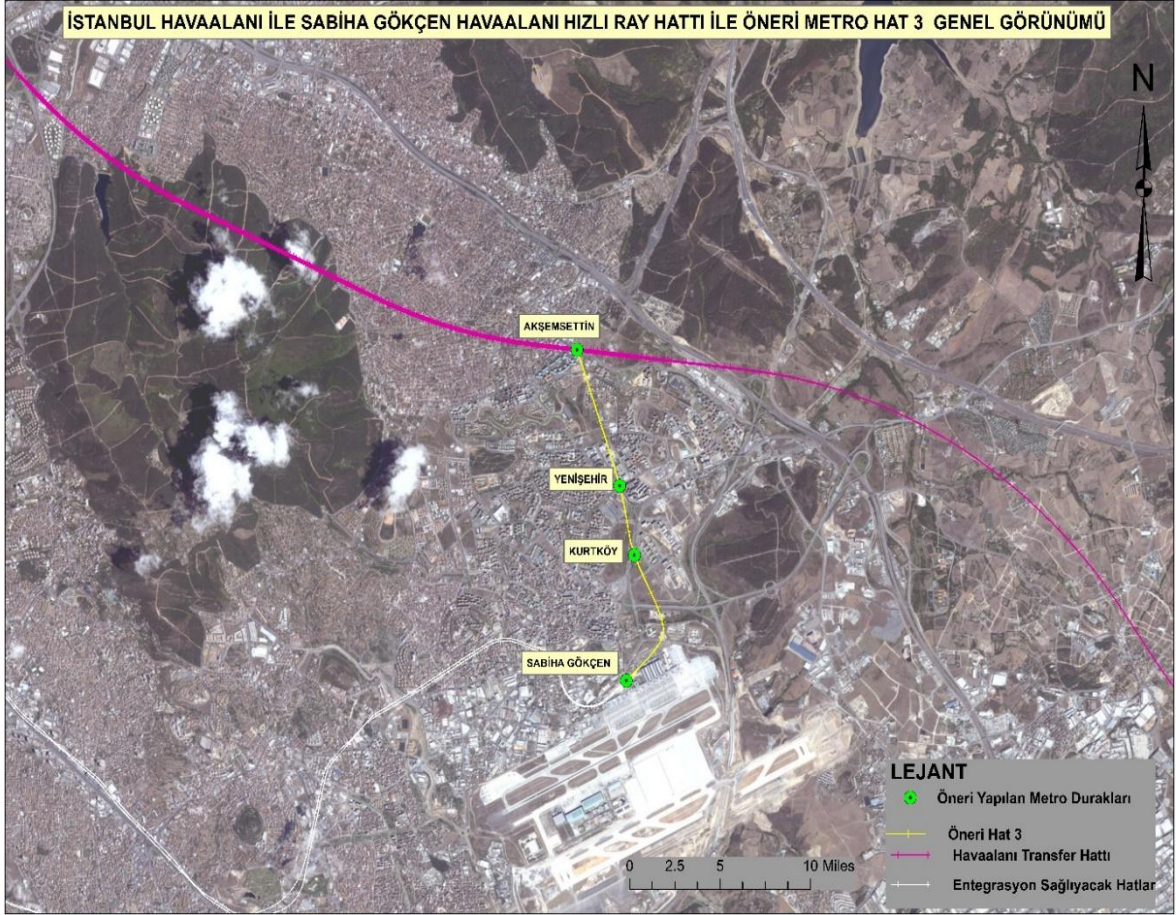 İSTANBUL HAVAALANI İLE SABİHA GÖKÇEN HAVAALANI HIZLI RAY HATTI İLE ÖNERİ METRO HAT 3 GENEL GÖRÜNÜMÜ
N
AKŞEMSETTİN
YENİŞEHİR
KURTKÖY
SABİHA GÖKÇEN
LEJANT
Öneri Yapılan Metro Durakları
Öneri Hat 3
Havaalanı Transfer Hattı
Entegrasyon Sağlıyacak Hatlar
0 2.5 5 10 Miles